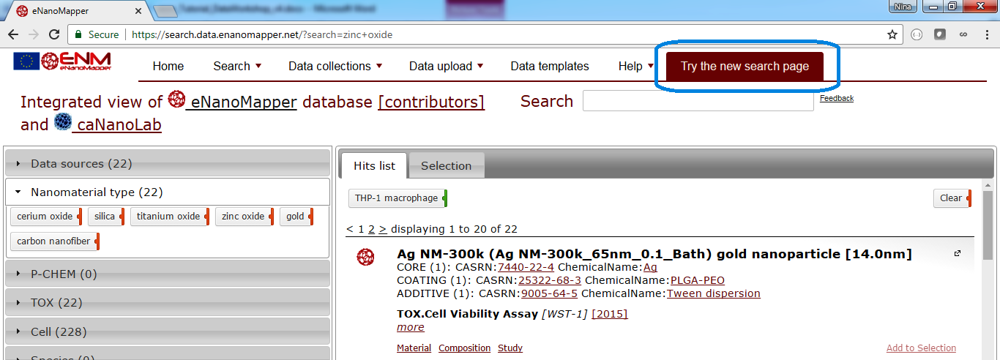 Tutorial_DataWorkshop_v4.docx - Microsoft Word
Nina
eNanoMapper
Secure https://search.data.enanomapper.net/?search=zinc+oxide
ENM
eNanoMapper
Home Search Data collections Data upload Data templates Help Try the new search page
Integrated view of eNanoMapper database [contributors]
and caNanoLab
Search
Feedback
Data sources (22)
Nanomaterial type (22)
cerium oxide silica titanium oxide zinc oxide gold
carbon nanofiber
P-CHEM (0)
TOX (22)
Cell (228)
Species (0)
Hits list Selection
THP-1 macrophage Clear
< 1 2 > displaying 1 to 20 of 22
Ag NM-300k (Ag NM-300k_65nm_0.1_Bath) gold nanoparticle [14.0nm]
CORE (1): CASRN:7440-22-4 ChemicalName:Ag
COATING (1): CASRN:25322-68-3 ChemicalName:PLGA-PEO
ADDITIVE (1): CASRN:9005-64-5 ChemicalName:Tween dispersion
TOX.Cell Viability Assay [WST-1] [2015]
more
Material Composition Study Add to Selection